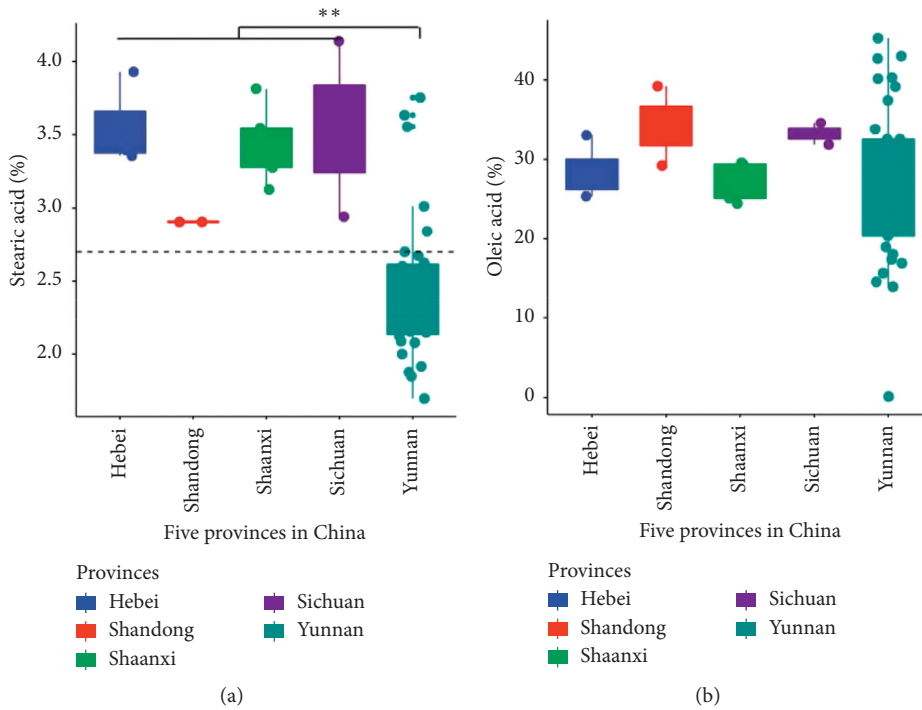 **
Stearic acid (%)
4.0
3.5
3.0
2.5
2.0
Hebei
Shandong
Shaanxi
Sichuan
Yunnan
Five provinces in China
Provinces
Hebei
Sichuan
Shandong
Yunnan
Shaanxi
(a)
Oleic acid (%)
40
30
20
10
0
Hebei
Shandong
Shaanxi
Sichuan
Yunnan
Five provinces in China
Provinces
Hebei
Sichuan
Shandong
Yunnan
Shaanxi
(b)